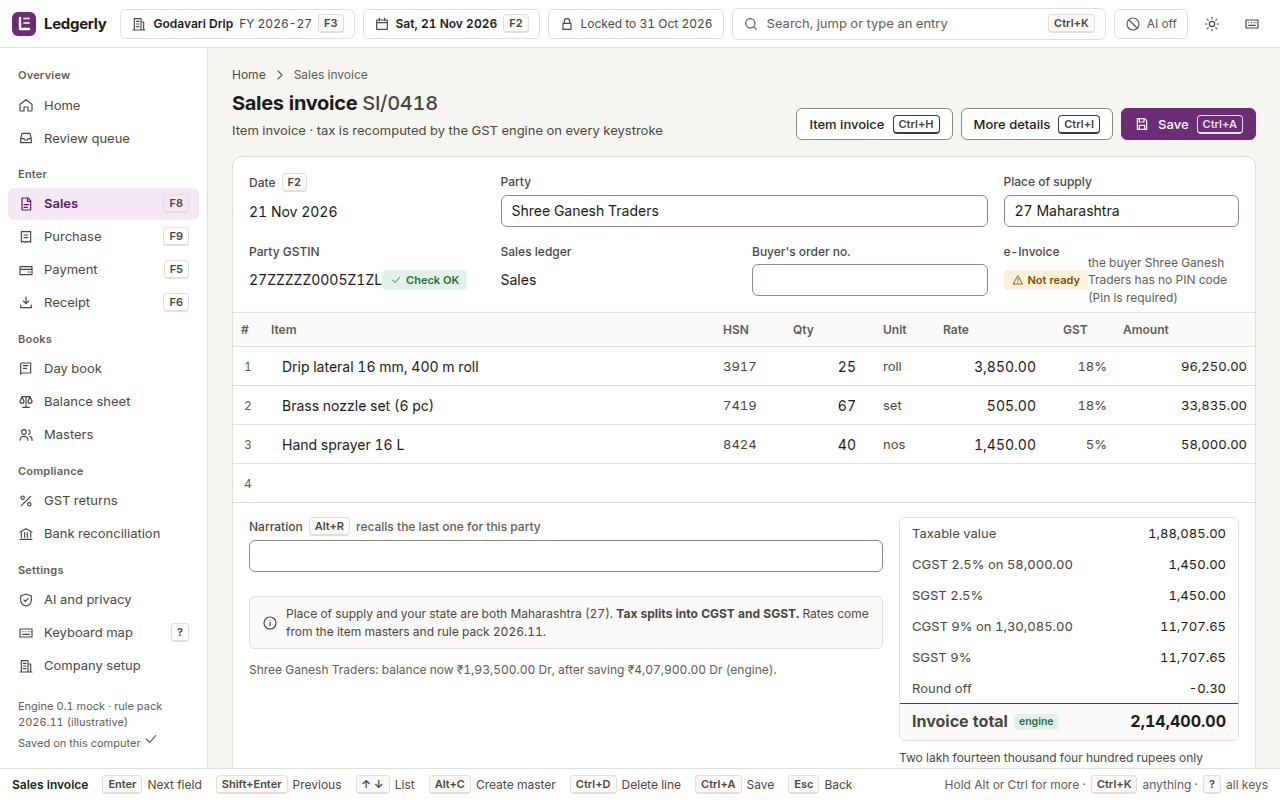 Ledgerly
Godavari Drip FY 2026-27 F3
Sat, 21 Nov 2026 F2
Locked to 31 Oct 2026
Search, jump or type an entry Ctrl+K
AI off
Overview
Home
Review queue
Enter
Sales F8
Purchase F9
Payment F5
Receipt F6
Books
Day book
Balance sheet
Masters
Compliance
GST returns
Bank reconciliation
Settings
AI and privacy
Keyboard map ?
Company setup
Engine 0.1 mock · rule pack
2026.11 (illustrative)
Saved on this computer
Home > Sales invoice
Sales invoice SI/0418
Item invoice · tax is recomputed by the GST engine on every keystroke
Item invoice Ctrl+H
More details Ctrl+I
Save Ctrl+A
Date F2
21 Nov 2026
Party
Shree Ganesh Traders
Place of supply
27 Maharashtra
Party GSTIN
27ZZZZZ0005Z1ZL Check OK
Sales ledger
Sales
Buyer's order no.
e-Invoice
Not ready
the buyer Shree Ganesh
Traders has no PIN code
(Pin is required)
# Item HSN Qty Unit Rate GST Amount
1 Drip lateral 16 mm, 400 m roll 3917 25 roll 3,850.00 18% 96,250.00
2 Brass nozzle set (6 pc) 7419 67 set 505.00 18% 33,835.00
3 Hand sprayer 16 L 8424 40 nos 1,450.00 5% 58,000.00
4
Narration Alt+R recalls the last one for this party
Place of supply and your state are both Maharashtra (27). Tax splits into CGST and SGST. Rates come
from the item masters and rule pack 2026.11.
Shree Ganesh Traders: balance now ₹1,93,500.00 Dr, after saving ₹4,07,900.00 Dr (engine).
Taxable value 1,88,085.00
CGST 2.5% on 58,000.00 1,450.00
SGST 2.5% 1,450.00
CGST 9% on 1,30,085.00 11,707.65
SGST 9% 11,707.65
Round off -0.30
Invoice total engine 2,14,400.00
Two lakh fourteen thousand four hundred rupees only
Sales invoice Enter Next field Shift+Enter Previous ↑↓ List Alt+C Create master Ctrl+D Delete line Ctrl+A Save Esc Back Hold Alt or Ctrl for more · Ctrl+K anything · ? all keys